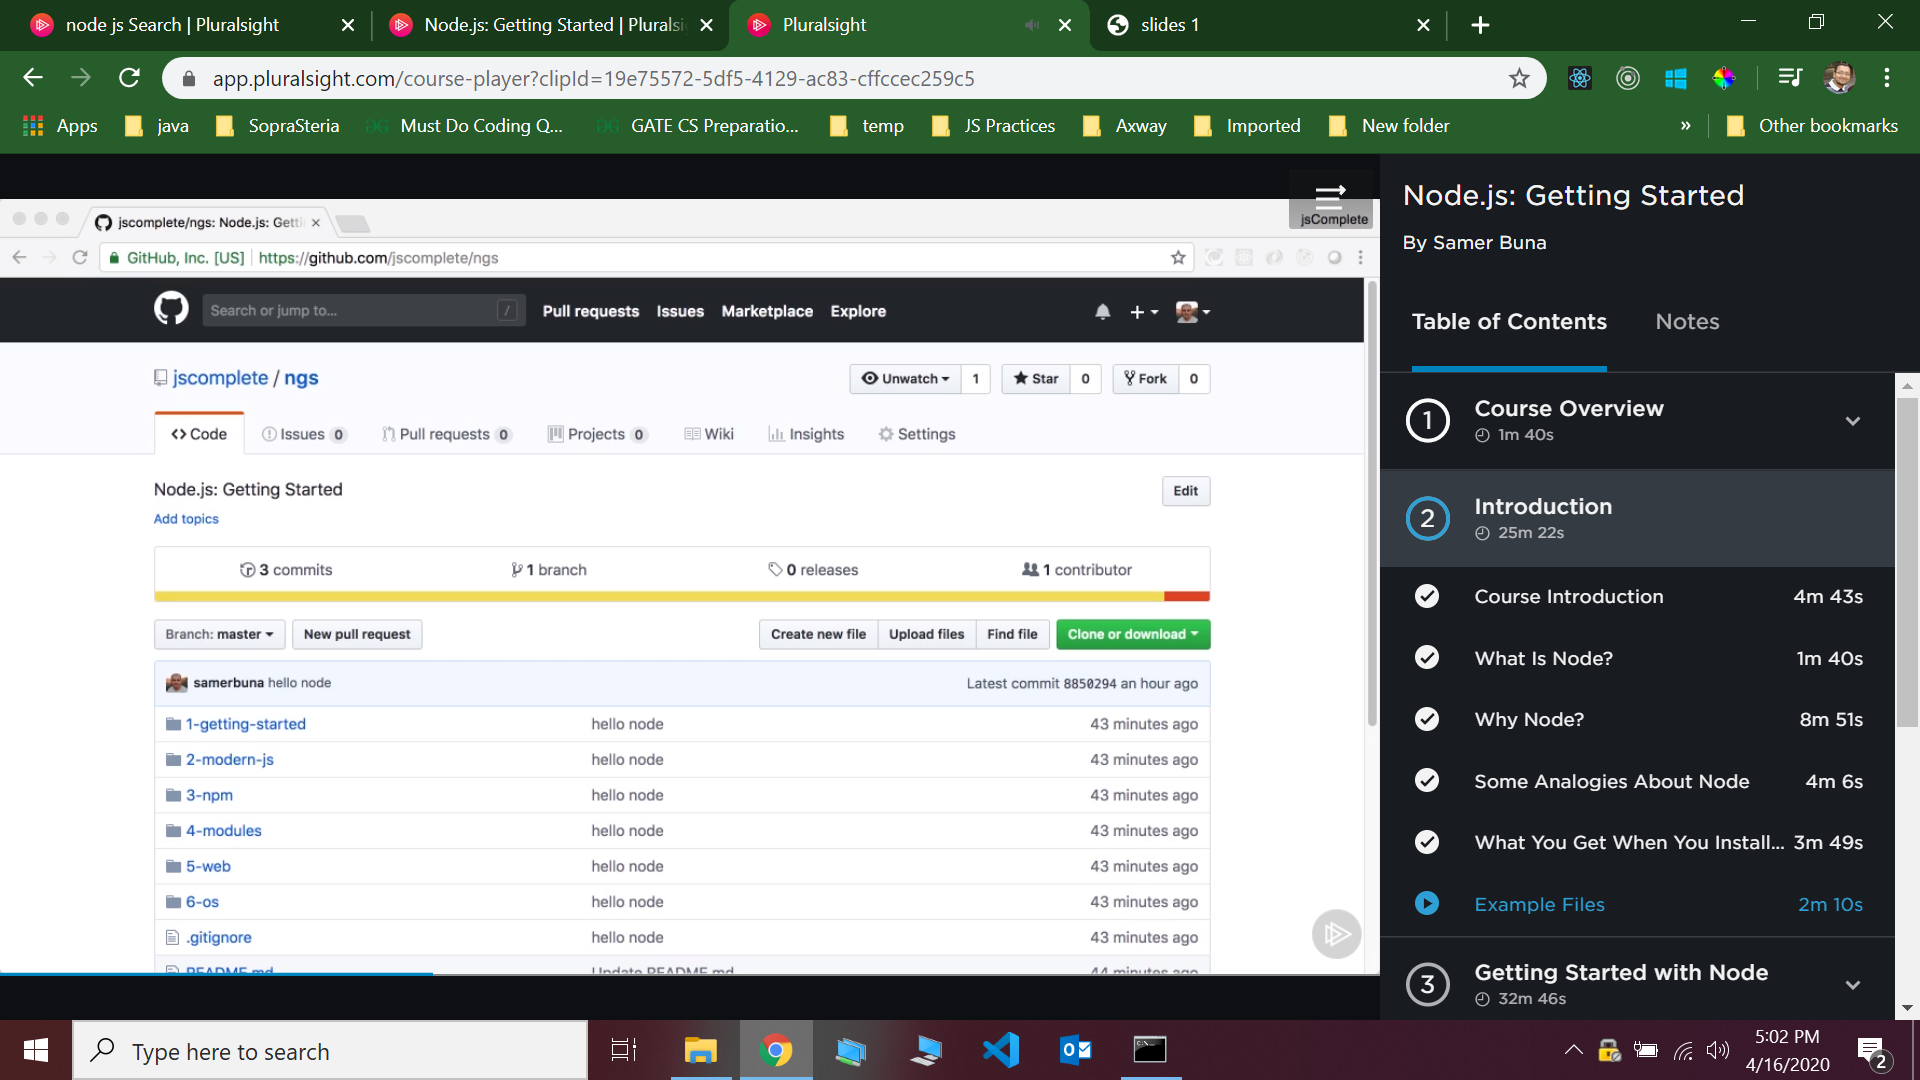 node js Search | Pluralsight
Node.js: Getting Started | Plurals
Pluralsight
slides 1
app.pluralsight.com/course-player?clipId=19e75572-5df5-4129-ac83-cffccec259c5
Apps
java
SopraSteria
Must Do Coding Q...
GATE CS Preparatio...
temp
JS Practices
Axway
Imported
New folder
»
Other bookmarks
jsComplete
jscomplete/ngs: Node.js: Getti
GitHub, Inc. [US]
https://github.com/jscomplete/ngs
Search or jump to...
/
Pull requests
Issues
Marketplace
Explore
jscomplete / ngs
Unwatch 1
Star 0
Fork 0
Code
Issues 0
Pull requests 0
Projects 0
Wiki
Insights
Settings
Node.js: Getting Started
Edit
Add topics
3 commits
1 branch
0 releases
1 contributor
Branch: master
New pull request
Create new file
Upload files
Find file
Clone or download
samerbuna hello node
Latest commit 8850294 an hour ago
1-getting-started hello node 43 minutes ago
2-modern-js hello node 43 minutes ago
3-npm hello node 43 minutes ago
4-modules hello node 43 minutes ago
5-web hello node 43 minutes ago
6-os hello node 43 minutes ago
.gitignore hello node 43 minutes ago
README.md Update README.md 44 minutes ago
Node.js: Getting Started
By Samer Buna
Table of Contents
Notes
1
Course Overview
1m 40s
2
Introduction
25m 22s
Course Introduction 4m 43s
What Is Node? 1m 40s
Why Node? 8m 51s
Some Analogies About Node 4m 6s
What You Get When You Install... 3m 49s
Example Files 2m 10s
3
Getting Started with Node
32m 46s
Type here to search
5:02 PM
4/16/2020
2